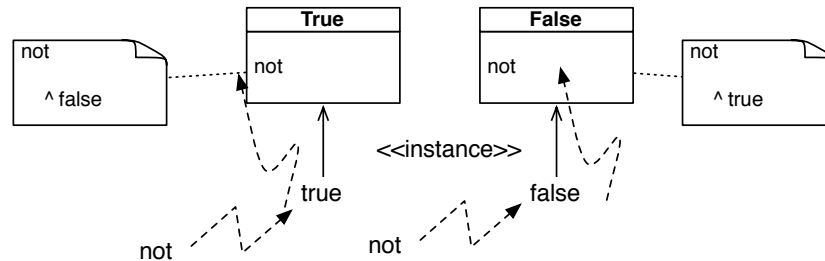 True
False
not
^ false
not
not
not
^ true
<<instance>>
true
false
not
not